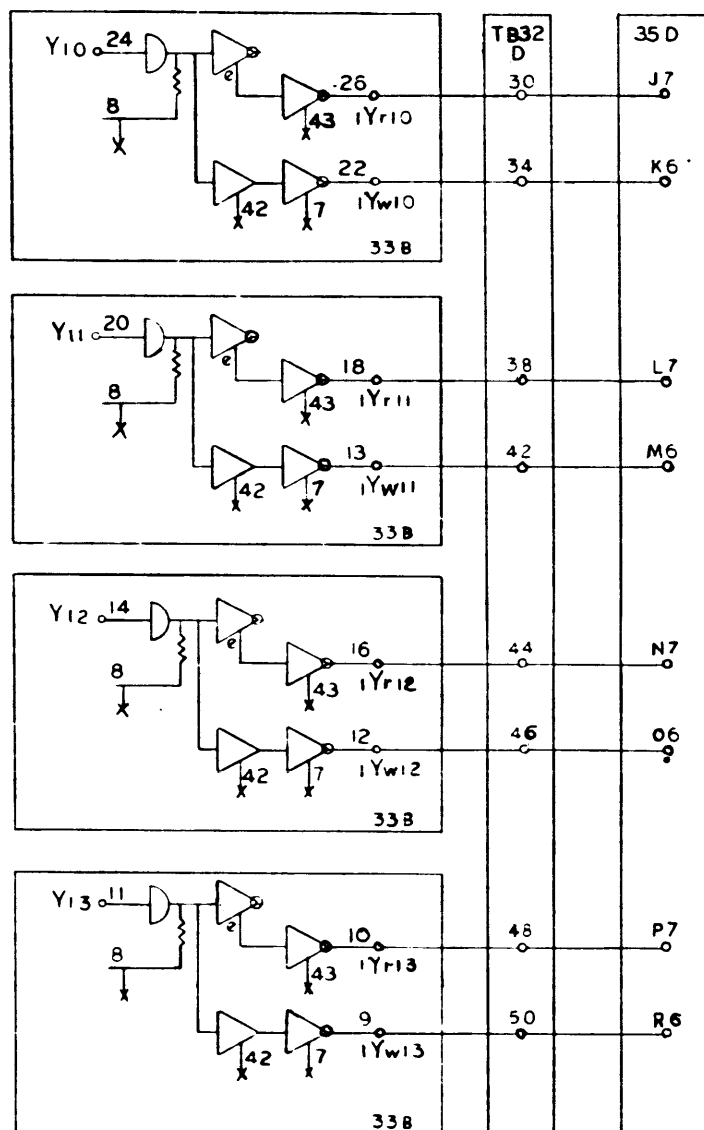 TB32 35D
D
Y10 24 26 30 J7
e
8 43 1Yr10
22 34 K6
42 7 1Yw10
33B
Y11 20
e 18 38 L7
8 43 1Yr11
13 42 M6
42 7 1Yw11
33B
Y12 14
e 16 44 N7
8 43 1Yr12
12 46 O6
42 7 1Yw12
33B
Y13 11
e 10 48 P7
8 43 1Yr13
9 50 R6
42 7 1Yw13
33B